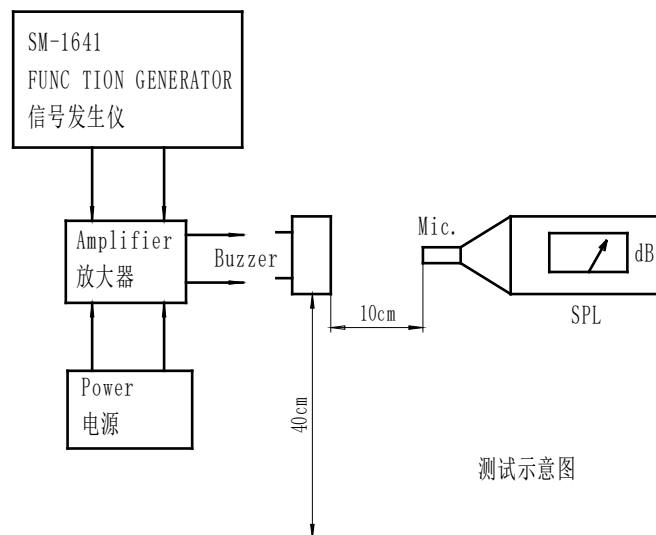 SM-1641
FUNC TION GENERATOR
信号发生仪
Amplifier
放大器
Buzzer
Mic.
dB
10cm
SPL
Power
电源
40cm
测试示意图